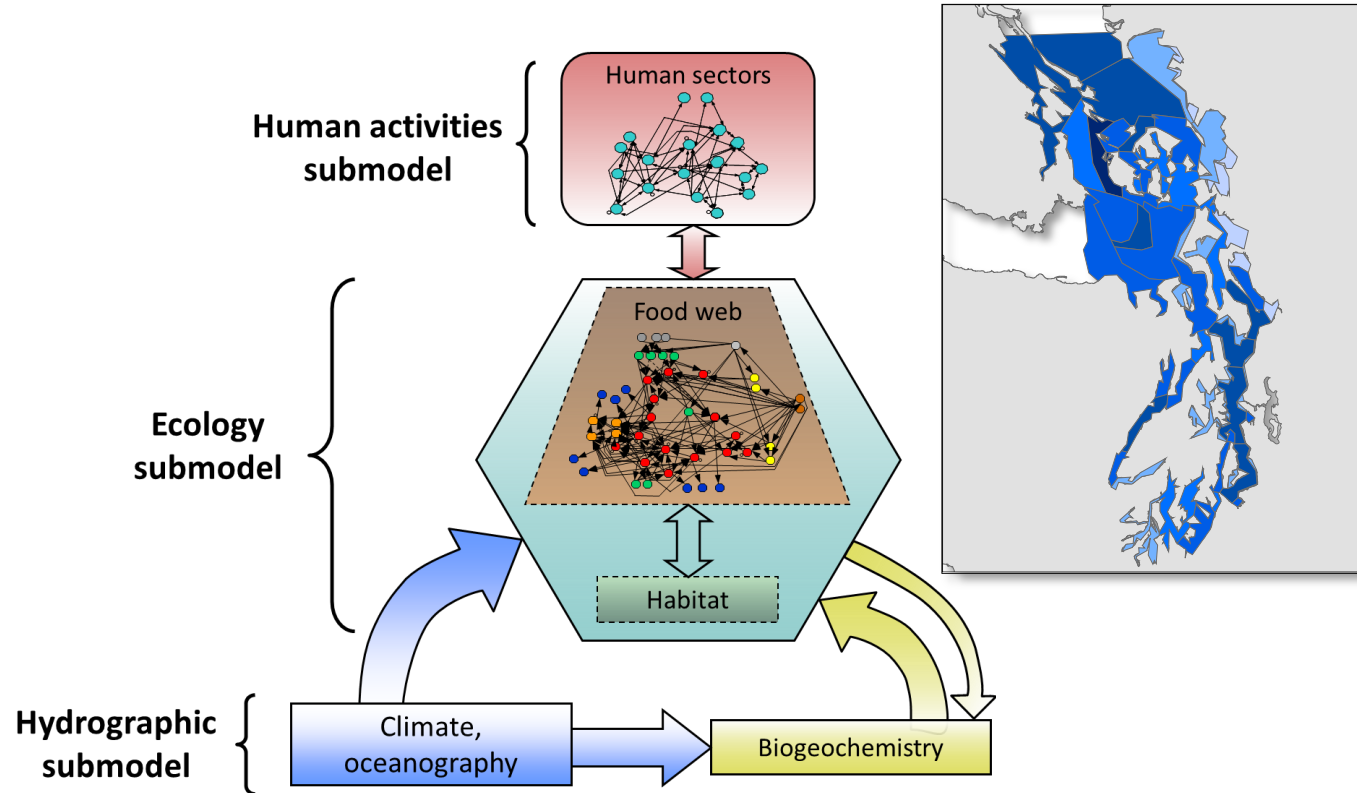 Human sectors
Human activities
submodel
Food web
Ecology
submodel
Habitat
Hydrographic
submodel
Climate,
oceanography
Biogeochemistry